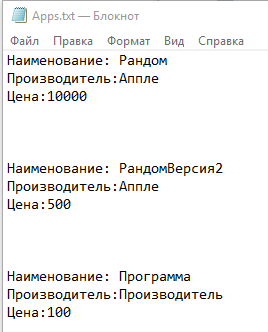 Apps.txt — Блокнот
Файл Правка Формат Вид Справка
Наименование: Рандом
Производитель:Аппле
Цена:10000
Наименование: РандомВерсия2
Производитель:Аппле
Цена:500
Наименование: Программа
Производитель:Производитель
Цена:100